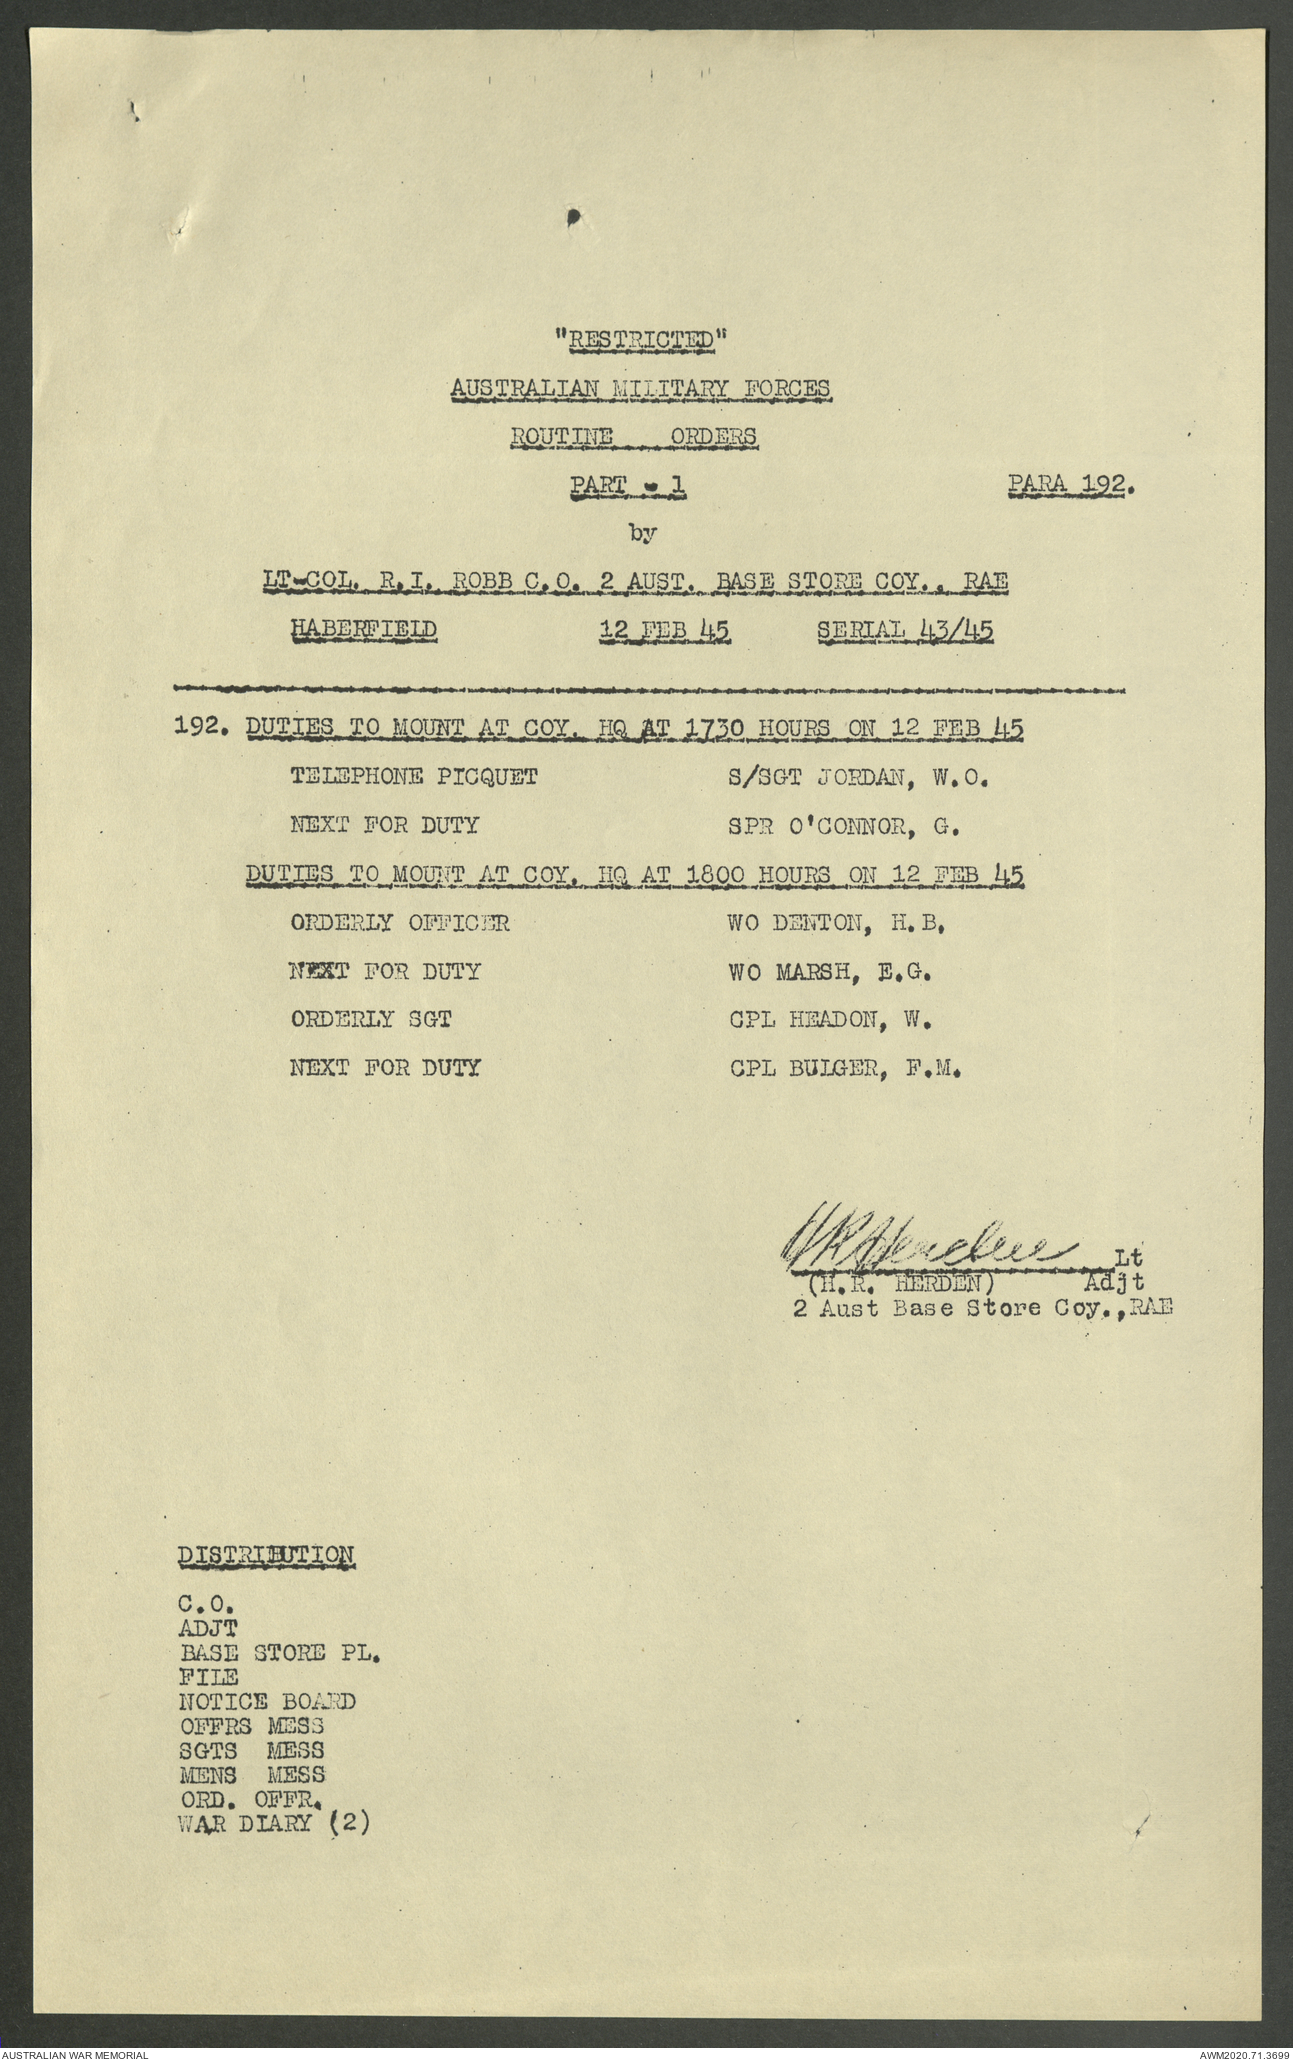 "RESTRICTED"
AUSTRALIAN MILITARY FORCES
ROUTINE ORDERS
PART - 1 PARA 192.
by
LT-COL. R.I. ROBB C.O. 2 AUST. BASE STORE COY., RAE
HABERFIELD 12 FEB 45 SERIAL 43/45
192. DUTIES TO MOUNT AT COY. HQ AT 1730 HOURS ON 12 FEB 45
TELEPHONE PICQUET S/SGT JORDAN, W.O.
NEXT FOR DUTY SPR O'CONNOR, G.
DUTIES TO MOUNT AT COY. HQ AT 1800 HOURS ON 12 FEB 45
ORDERLY OFFICER WO DENTON, H.B.
NEXT FOR DUTY WO MARSH, E.G.
ORDERLY SGT CPL HEADON, W.
NEXT FOR DUTY CPL BULGER, F.M.
HR Herden Lt
(H.R. HERDEN) Adjt
2 Aust Base Store Coy.,RAE
DISTRIBUTION
C.O.
ADJT
BASE STORE PL.
FILE
NOTICE BOARD
OFFRS MESS
SGTS MESS
MENS MESS
ORD. OFFR.
WAR DIARY (2)
AUSTRALIAN WAR MEMORIAL AWM2020.71.3699